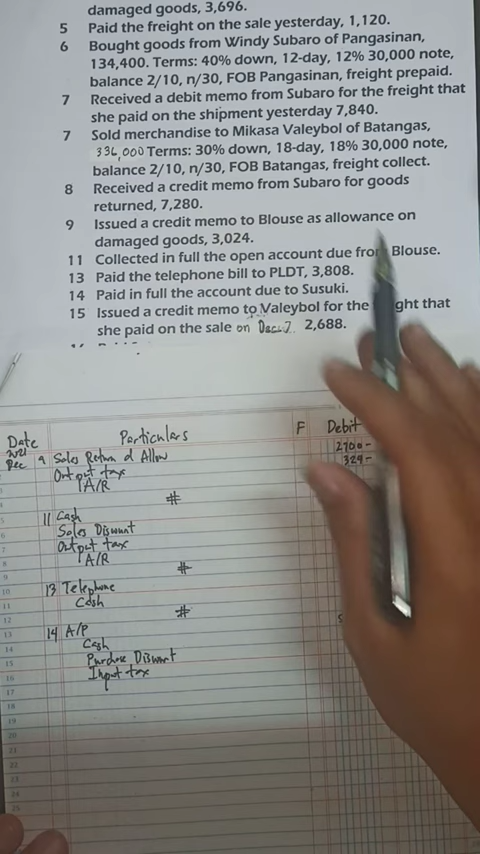 damaged goods, 3,696.
5 Paid the freight on the sale yesterday, 1,120.
6 Bought goods from Windy Subaro of Pangasinan,
134,400. Terms: 40% down, 12-day, 12% 30,000 note,
balance 2/10, n/30, FOB Pangasinan, freight prepaid.
7 Received a debit memo from Subaro for the freight that
she paid on the shipment yesterday 7,840.
7 Sold merchandise to Mikasa Valeybol of Batangas,
336,000 Terms: 30% down, 18-day, 18% 30,000 note,
balance 2/10, n/30, FOB Batangas, freight collect.
8 Received a credit memo from Subaro for goods
returned, 7,280.
9 Issued a credit memo to Blouse as allowance on
damaged goods, 3,024.
11 Collected in full the open account due from Blouse.
13 Paid the telephone bill to PLDT, 3,808.
14 Paid in full the account due to Susuki.
15 Issued a credit memo to Valeybol for the ght that
she paid on the sale on Dec. 7, 2,688.
Date Particulars F Debit
2021
Dec 9 Sales Return & Allow 2700-
Output tax 324-
A/R
#
11 Cash
Sales Discount
Output tax
A/R
#
13 Telephone
Cash
#
14 A/P
Cash
Purchase Discount
Input tax